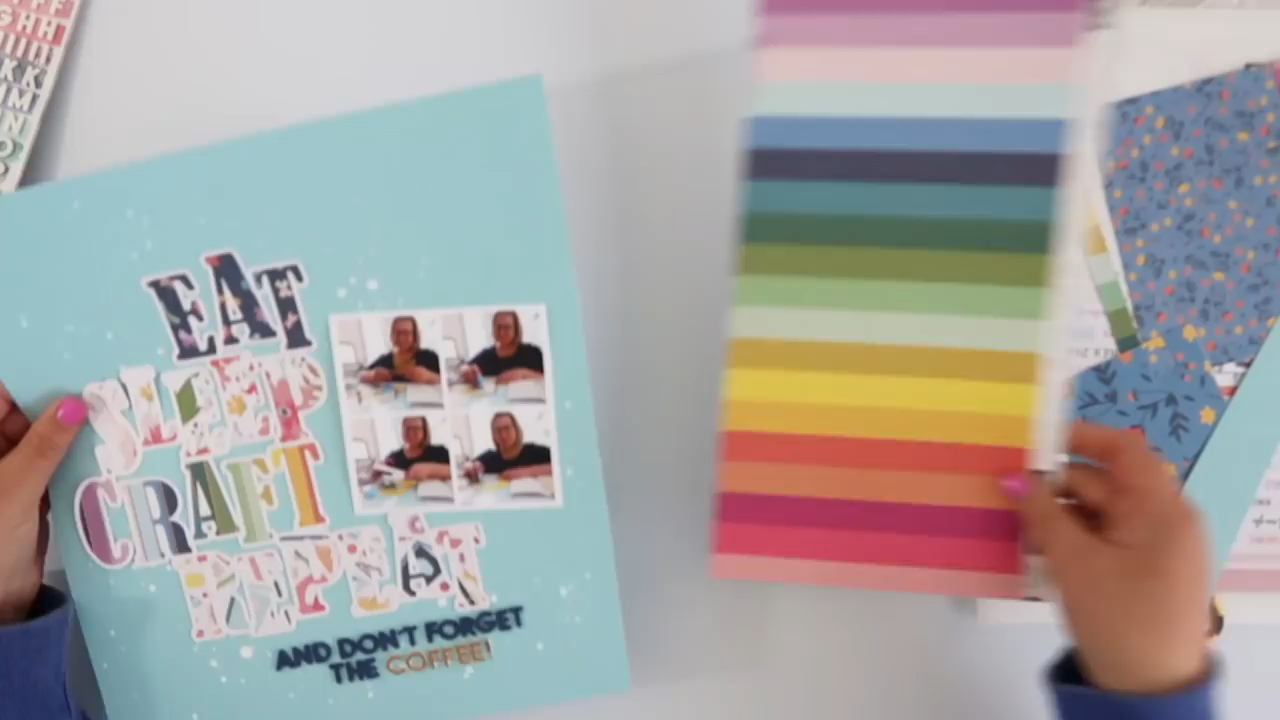 EAT
SLEEP
CRAFT
REPEAT
AND DON'T FORGET
THE COFFEE!